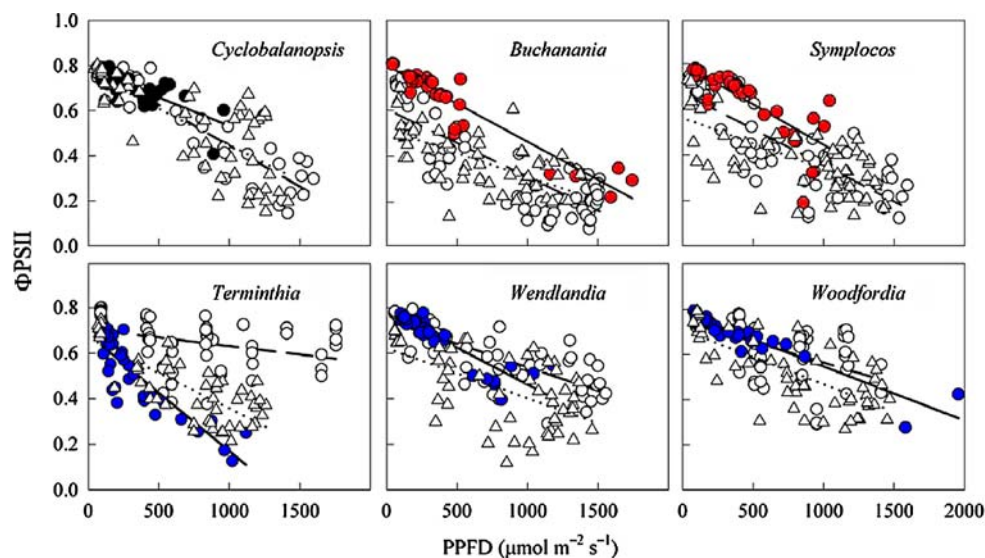 1.0
0.8
0.6
0.4
0.2
0.0
Cyclobalanopsis
Buchanania
Symplocos
ΦPSII
0.8
0.6
0.4
0.2
0.0
Terminthia
Wendlandia
Woodfordia
0 500 1000 1500 0 500 1000 1500 0 500 1000 1500 2000
PPFD (μmol m⁻² s⁻¹)